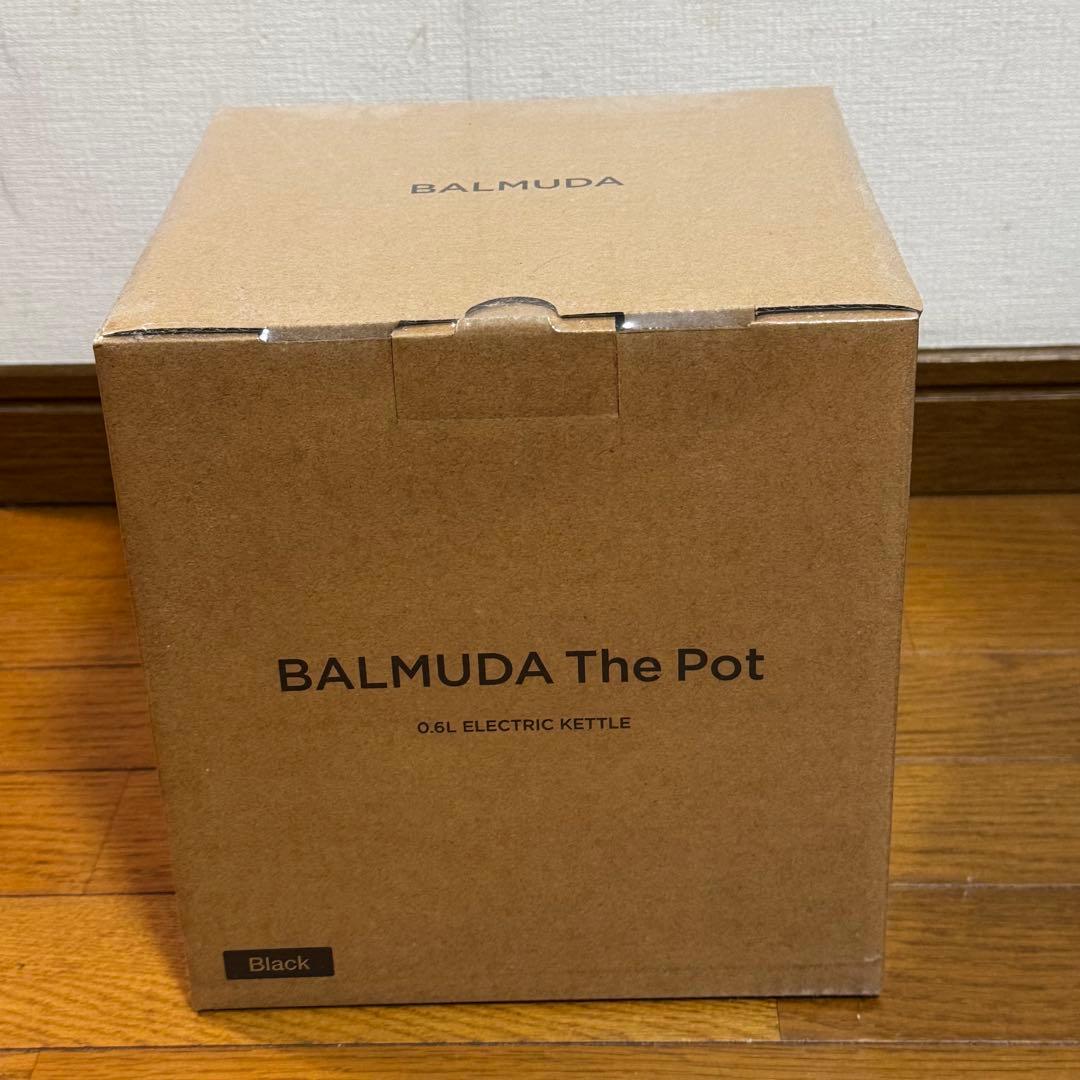 BALMUDA
BALMUDA The Pot
0.6L ELECTRIC KETTLE
Black